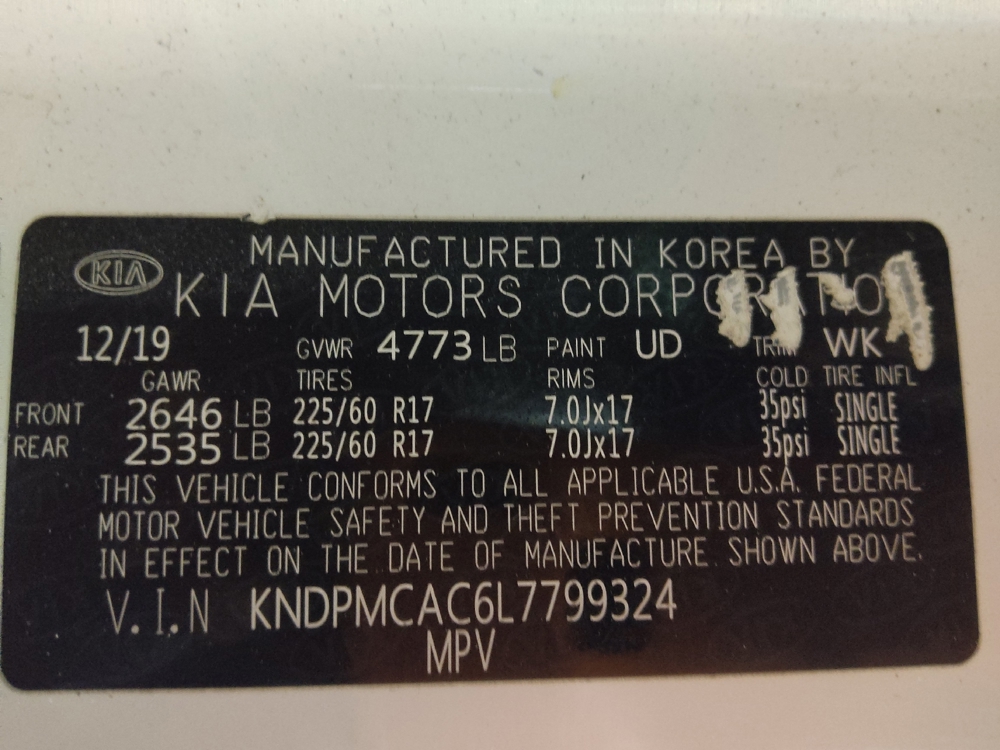 KIA
MANUFACTURED IN KOREA BY
KIA MOTORS CORPORATION
12/19 GVWR 4773 LB PAINT UD TRIM WK
GAWR TIRES RIMS COLD TIRE INFL
FRONT 2646 LB 225/60 R17 7.0Jx17 35psi SINGLE
REAR 2535 LB 225/60 R17 7.0Jx17 35psi SINGLE
THIS VEHICLE CONFORMS TO ALL APPLICABLE U.S.A. FEDERAL
MOTOR VEHICLE SAFETY AND THEFT PREVENTION STANDARDS
IN EFFECT ON THE DATE OF MANUFACTURE SHOWN ABOVE.
V.I.N KNDPMCAC6L7799324
MPV